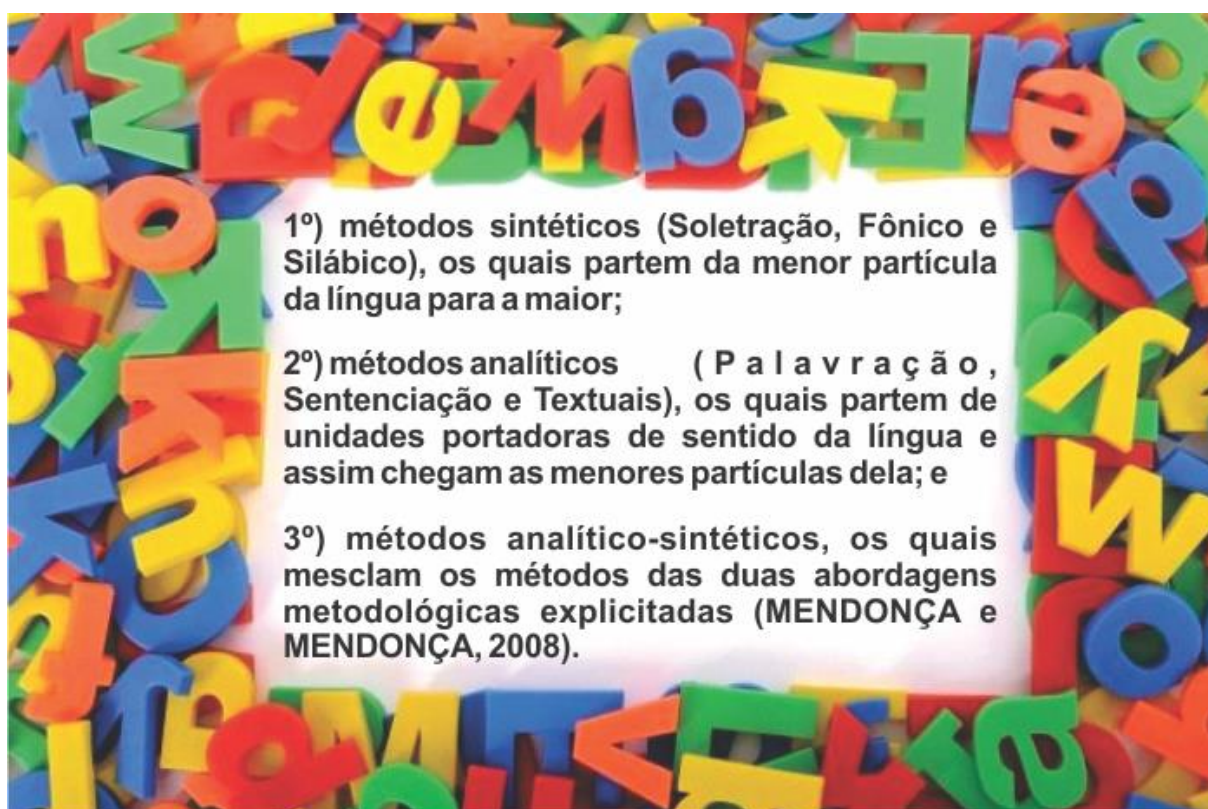 1º) métodos sintéticos (Soletração, Fônico e
Silábico), os quais partem da menor partícula
da língua para a maior;
2º) métodos analíticos ( P a l a v r a ç ã o ,
Sentenciação e Textuais), os quais partem de
unidades portadoras de sentido da língua e
assim chegam as menores partículas dela; e
3º) métodos analítico-sintéticos, os quais
mesclam os métodos das duas abordagens
metodológicas explicitadas (MENDONÇA e
MENDONÇA, 2008).